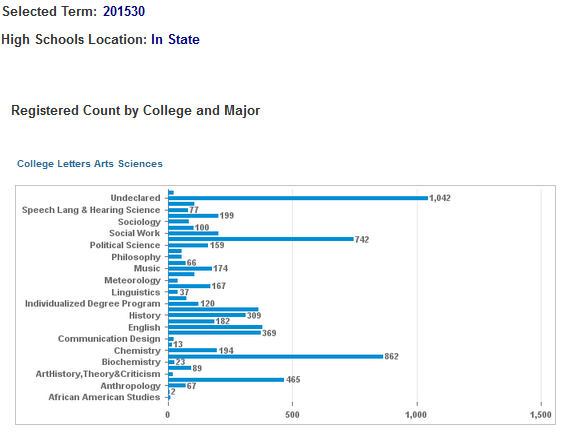 Selected Term: 201530
High Schools Location: In State
Registered Count by College and Major
College Letters Arts Sciences
Undeclared 1,042
Speech Lang & Hearing Science 77
199
Sociology
100
Social Work
742
Political Science 159
Philosophy
66
Music 174
Meteorology
167
Linguistics 37
Individualized Degree Program 120
History 309
182
English
369
Communication Design
13
Chemistry 194
862
Biochemistry 23
89
ArtHistory,Theory&Criticism
465
Anthropology 67
2
African American Studies
0 500 1,000 1,500